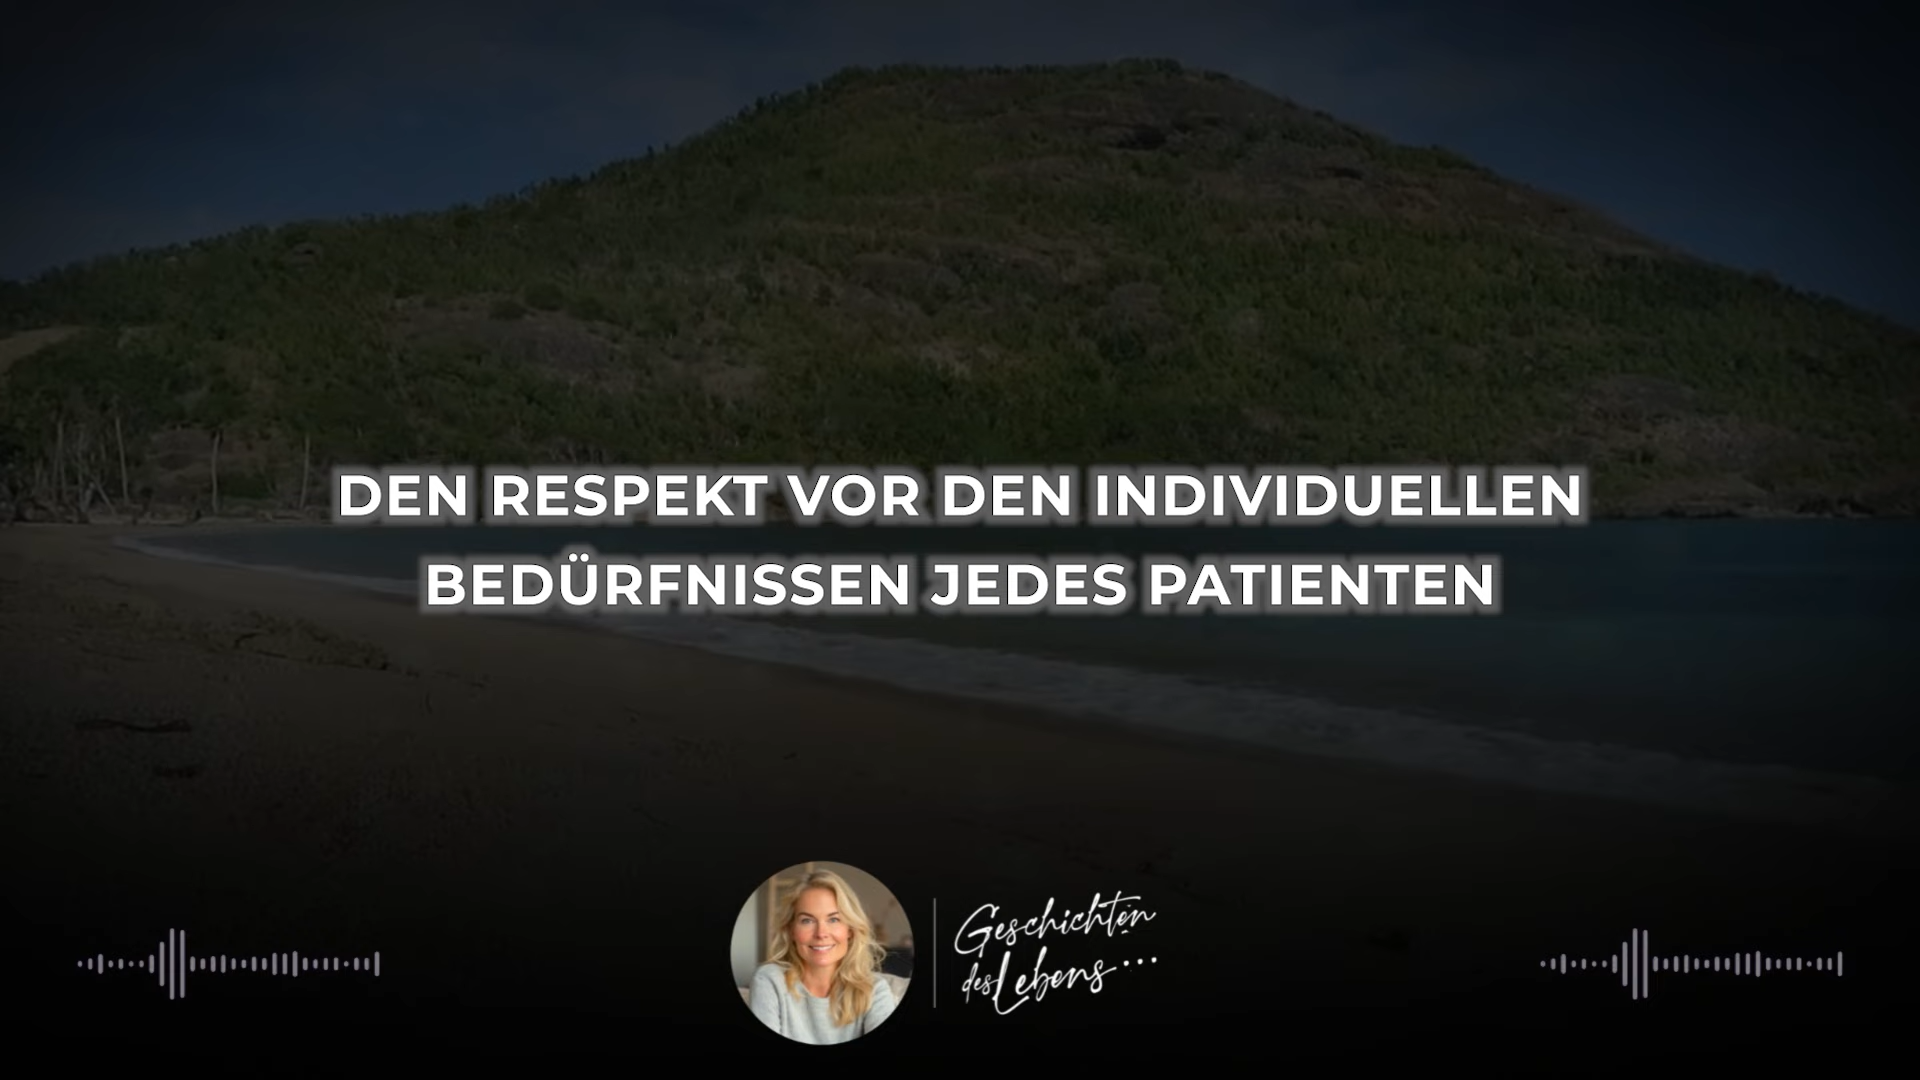 DEN RESPEKT VOR DEN INDIVIDUELLEN
BEDÜRFNISSEN JEDES PATIENTEN
Geschichten
des Lebens...